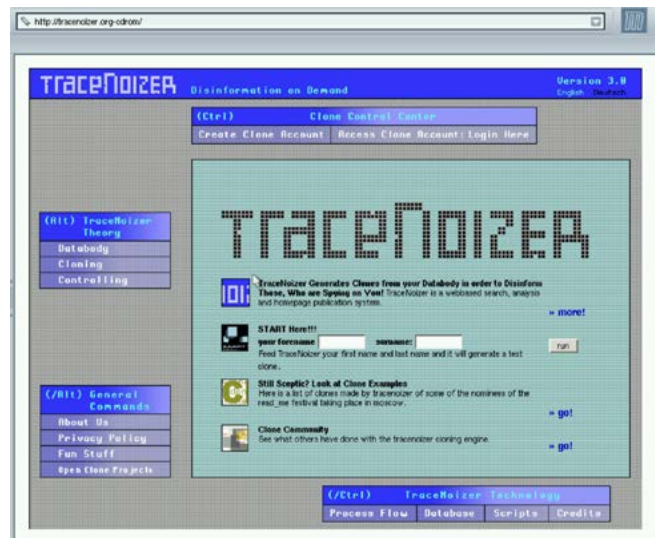 http://tracenoizer.org-cdrom/
TraceNoizer
Disinformation on Demand
Version 3.0
English Deutsch
(Ctrl) Clone Control Center
Create Clone Account
Access Clone Account: Login Here
(Alt) TraceNoizer
Theory
Databody
Cloning
Controlling
TraceNoizer
TraceNoizer Generates Clones from your Databody in order to Disinform
Those, Who are Spying on You! TraceNoizer is a webbased search, analysis
and homepage publication system.
» more!
START Here!!!
your forename surname:
run
Feed TraceNoizer your first name and last name and it will generate a test
clone.
Still Sceptic? Look at Clone Examples
Here is a list of clones made by tracenoizer of some of the nominees of the
read_me festival taking place in moscow.
» go!
Clone Community
See what others have done with the tracenoizer cloning engine.
» go!
(/Alt) General
Commands
About Us
Privacy Policy
Fun Stuff
Open Clone Projects
(/Ctrl) TraceNoizer Technology
Process Flow
Database
Scripts
Credits